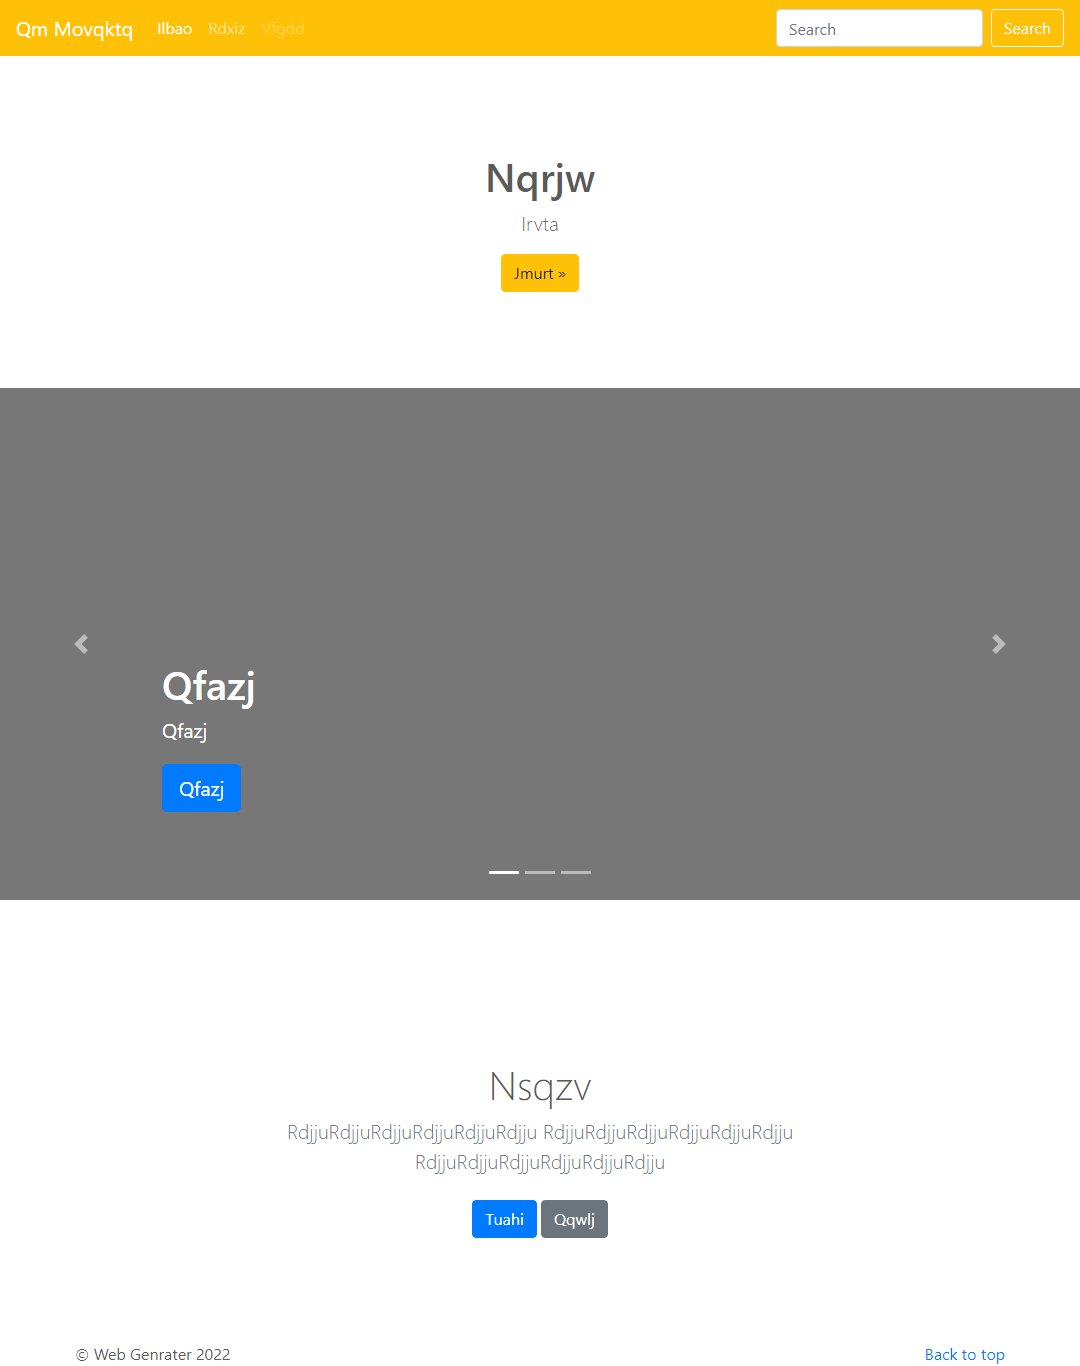 Qm Movqktq Ilbao Rdxiz Vfgdd Search Search
Nqrjw
Irvta
Jmurt »
Qfazj
Qfazj
Qfazj
Nsqzv
RdjjuRdjjuRdjjuRdjjuRdjjuRdjju RdjjuRdjjuRdjjuRdjjuRdjjuRdjju
RdjjuRdjjuRdjjuRdjjuRdjjuRdjju
Tuahi Qqwlj
© Web Genrater 2022 Back to top